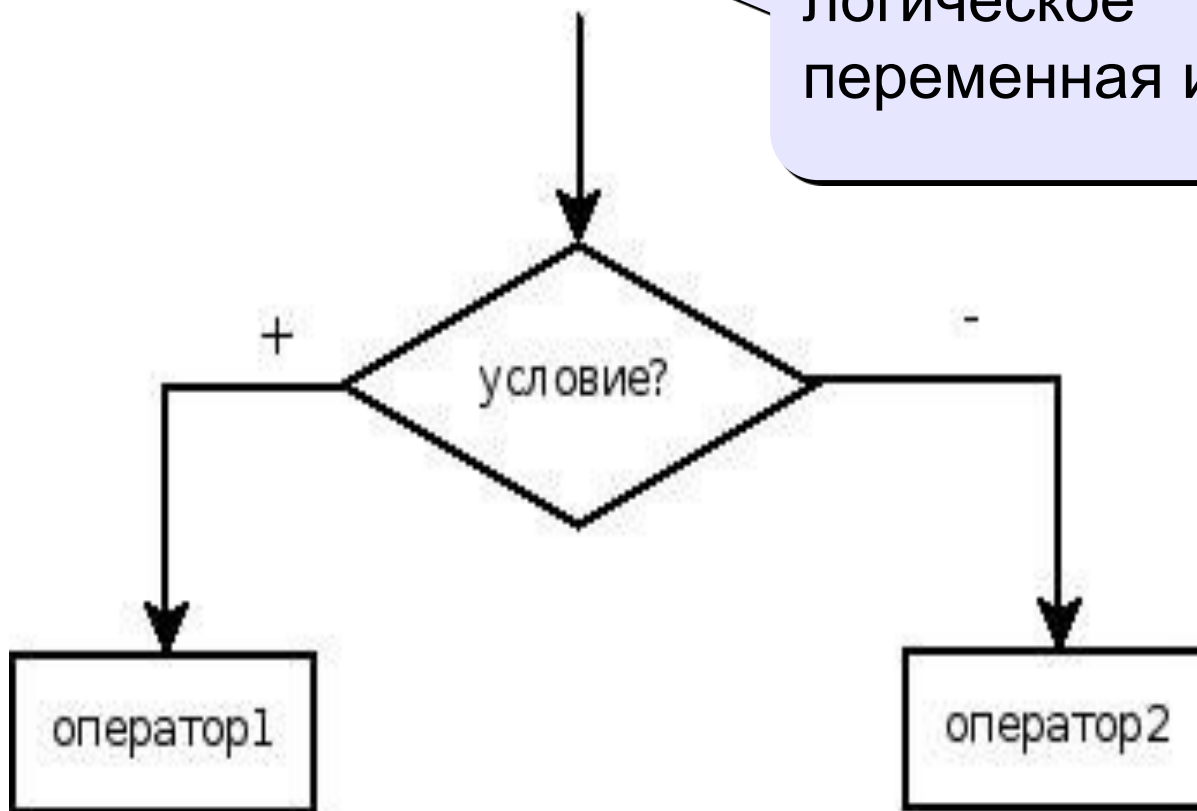 логическое
переменная
+
-
условие?
оператор1
оператор2